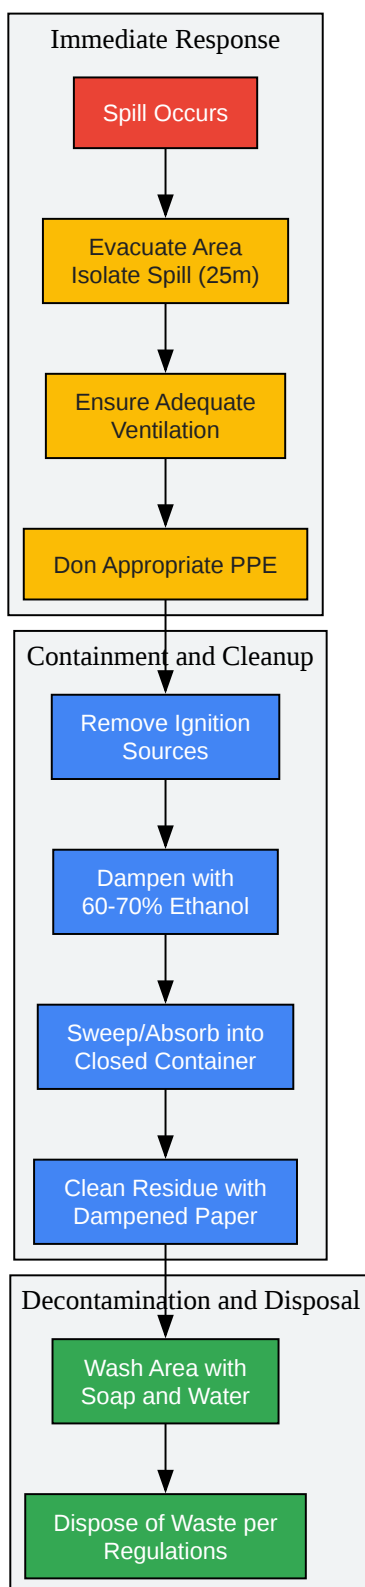 Immediate Response
Spill Occurs
Evacuate Area
Isolate Spill (25m)
Ensure Adequate
Ventilation
Don Appropriate PPE
Containment and Cleanup
Remove Ignition
Sources
Dampen with
60-70% Ethanol
Sweep/Absorb into
Closed Container
Clean Residue with
Dampened Paper
Decontamination and Disposal
Wash Area with
Soap and Water
Dispose of Waste per
Regulations